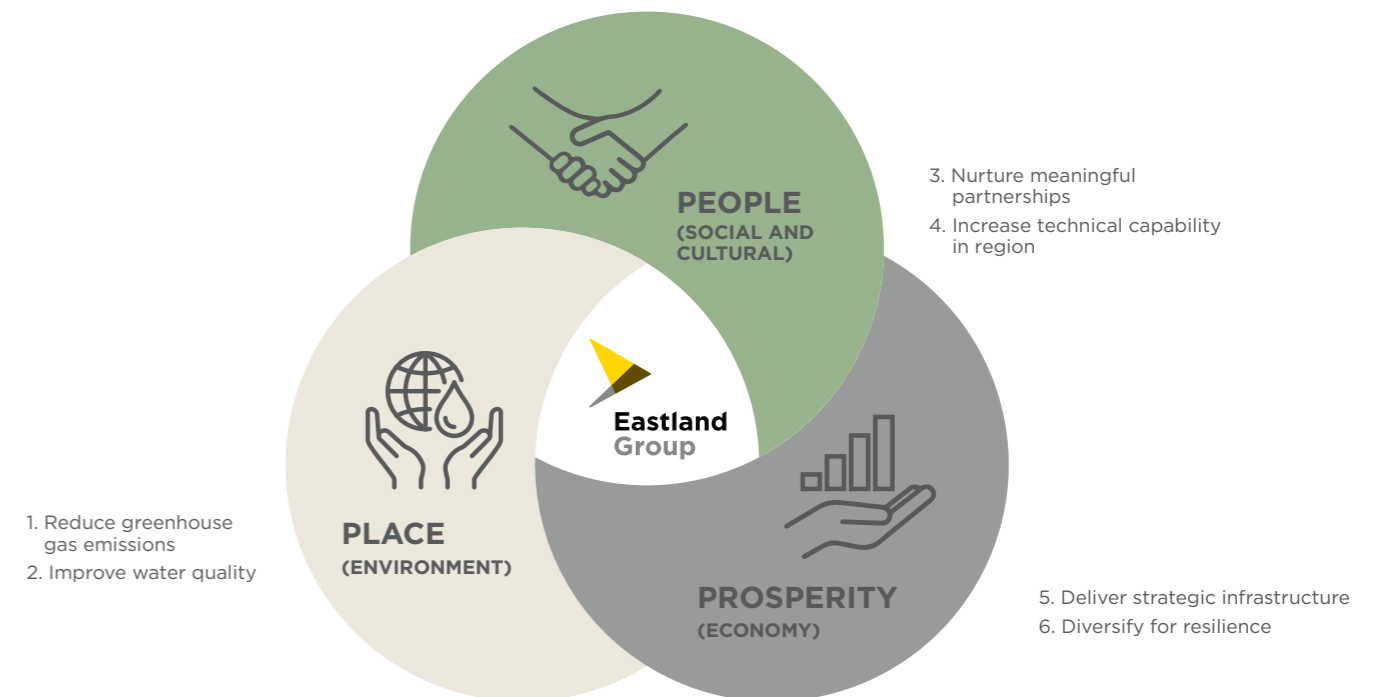 PEOPLE
(SOCIAL AND
CULTURAL)
3. Nurture meaningful
partnerships
4. Increase technical capability
in region
Eastland
Group
PLACE
(ENVIRONMENT)
1. Reduce greenhouse
gas emissions
2. Improve water quality
PROSPERITY
(ECONOMY)
5. Deliver strategic infrastructure
6. Diversify for resilience